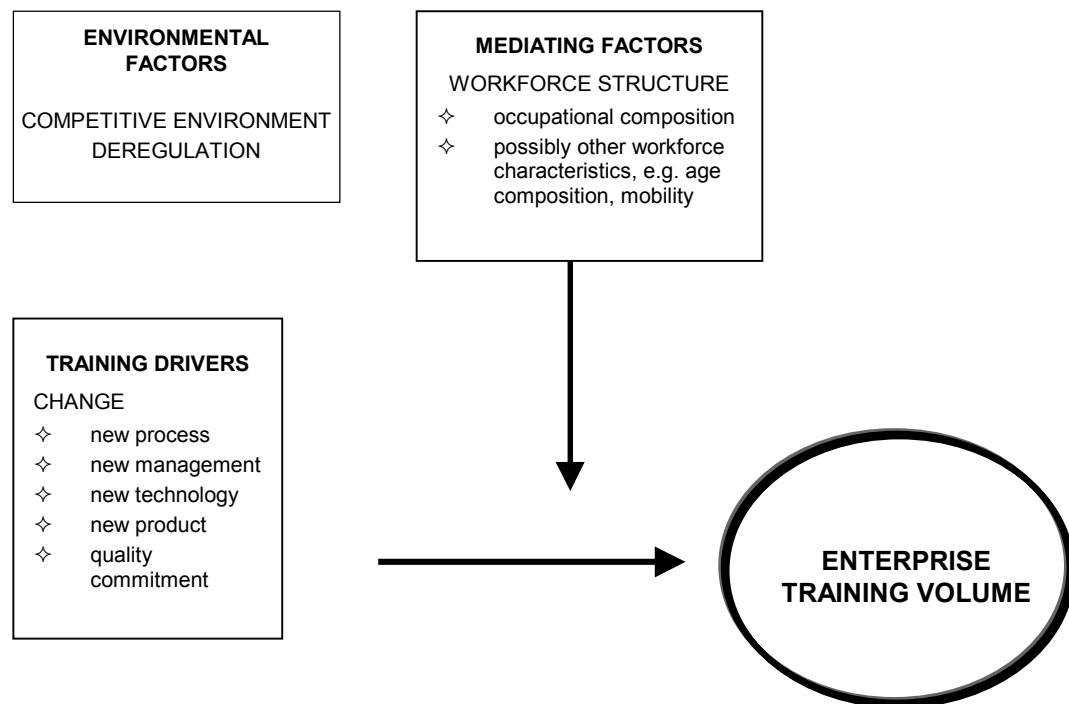 ENVIRONMENTAL
FACTORS
COMPETITIVE ENVIRONMENT
DEREGULATION
MEDIATING FACTORS
WORKFORCE STRUCTURE
✧ occupational composition
✧ possibly other workforce
characteristics, e.g. age
composition, mobility
TRAINING DRIVERS
CHANGE
✧ new process
✧ new management
✧ new technology
✧ new product
✧ quality
commitment
ENTERPRISE
TRAINING VOLUME